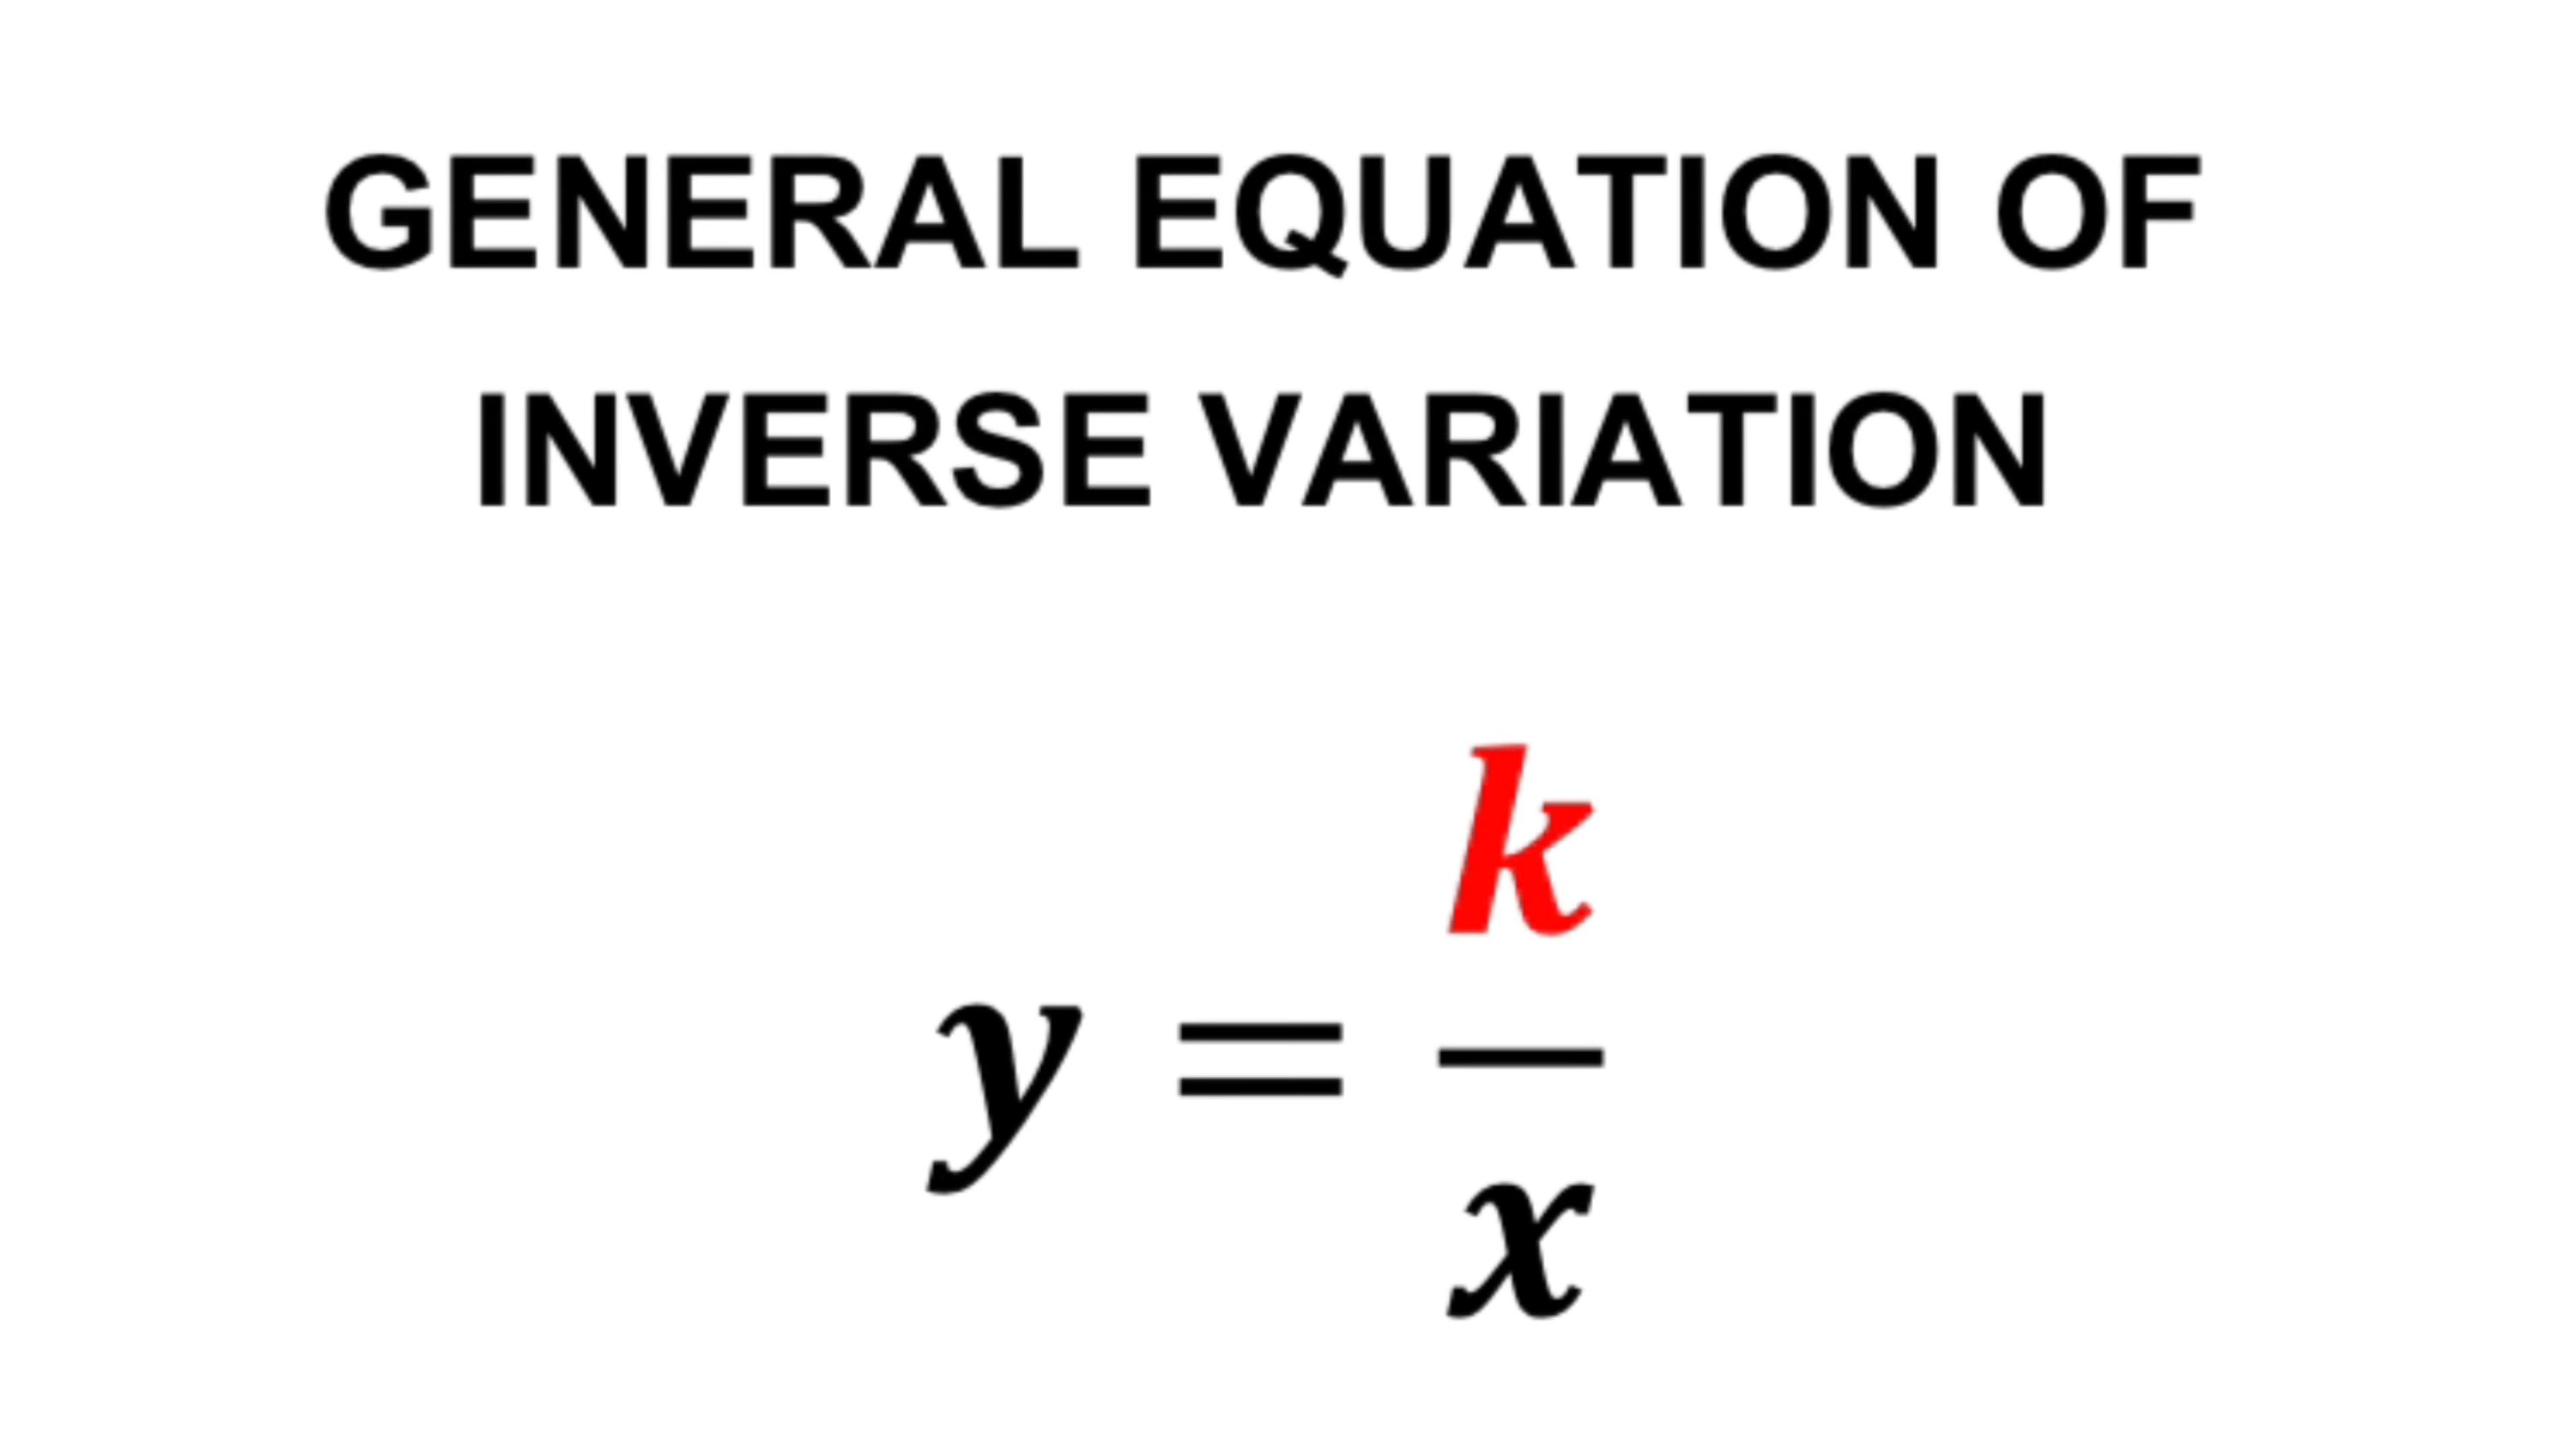 GENERAL EQUATION OF
INVERSE VARIATION
y = k/x